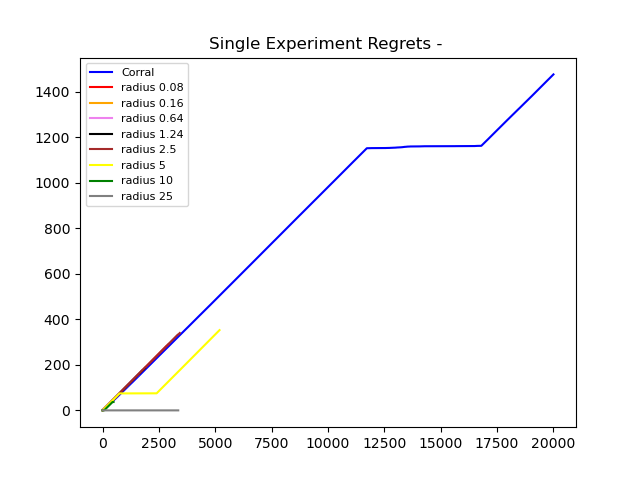 Single Experiment Regrets -
Corral
radius 0.08
radius 0.16
radius 0.64
radius 1.24
radius 2.5
radius 5
radius 10
radius 25
1400
1200
1000
800
600
400
200
0
0 2500 5000 7500 10000 12500 15000 17500 20000